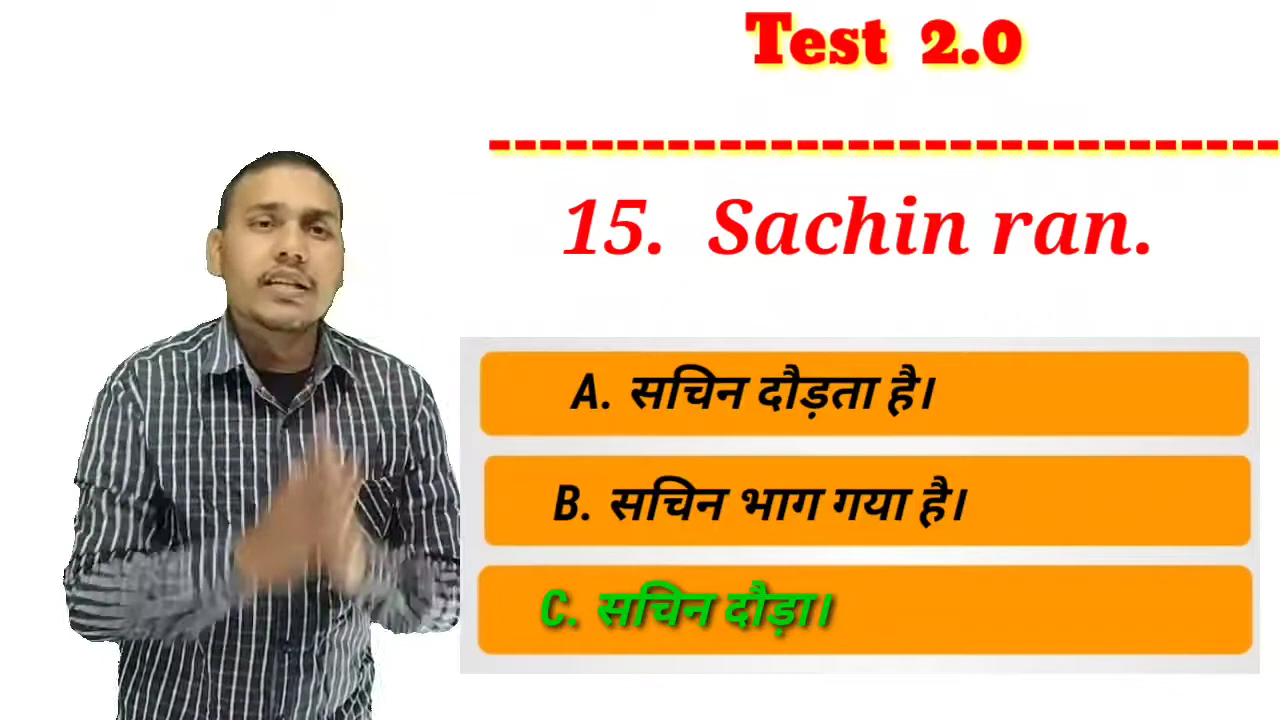 Test 2.0
--------------------------------
15. Sachin ran.
A. सचिन दौड़ता है।
B. सचिन भाग गया है।
C. सचिन दौड़ा।